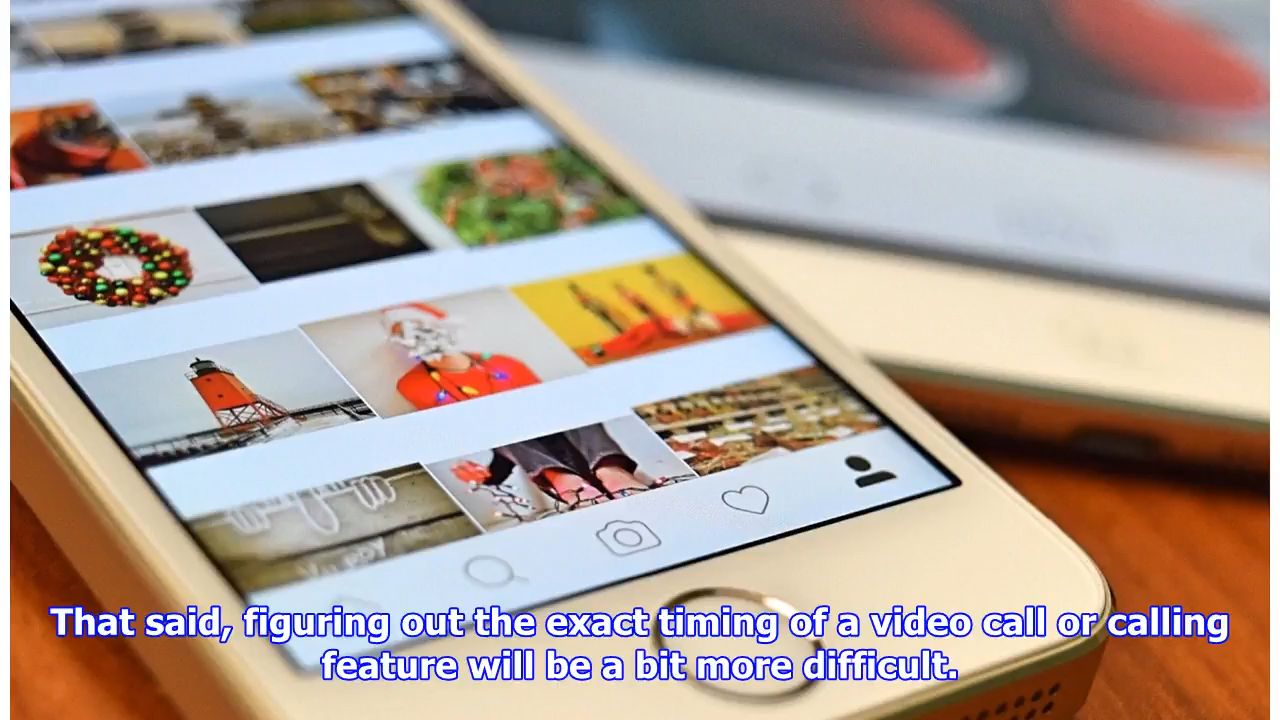 That said, figuring out the exact timing of a video call or calling
feature will be a bit more difficult.